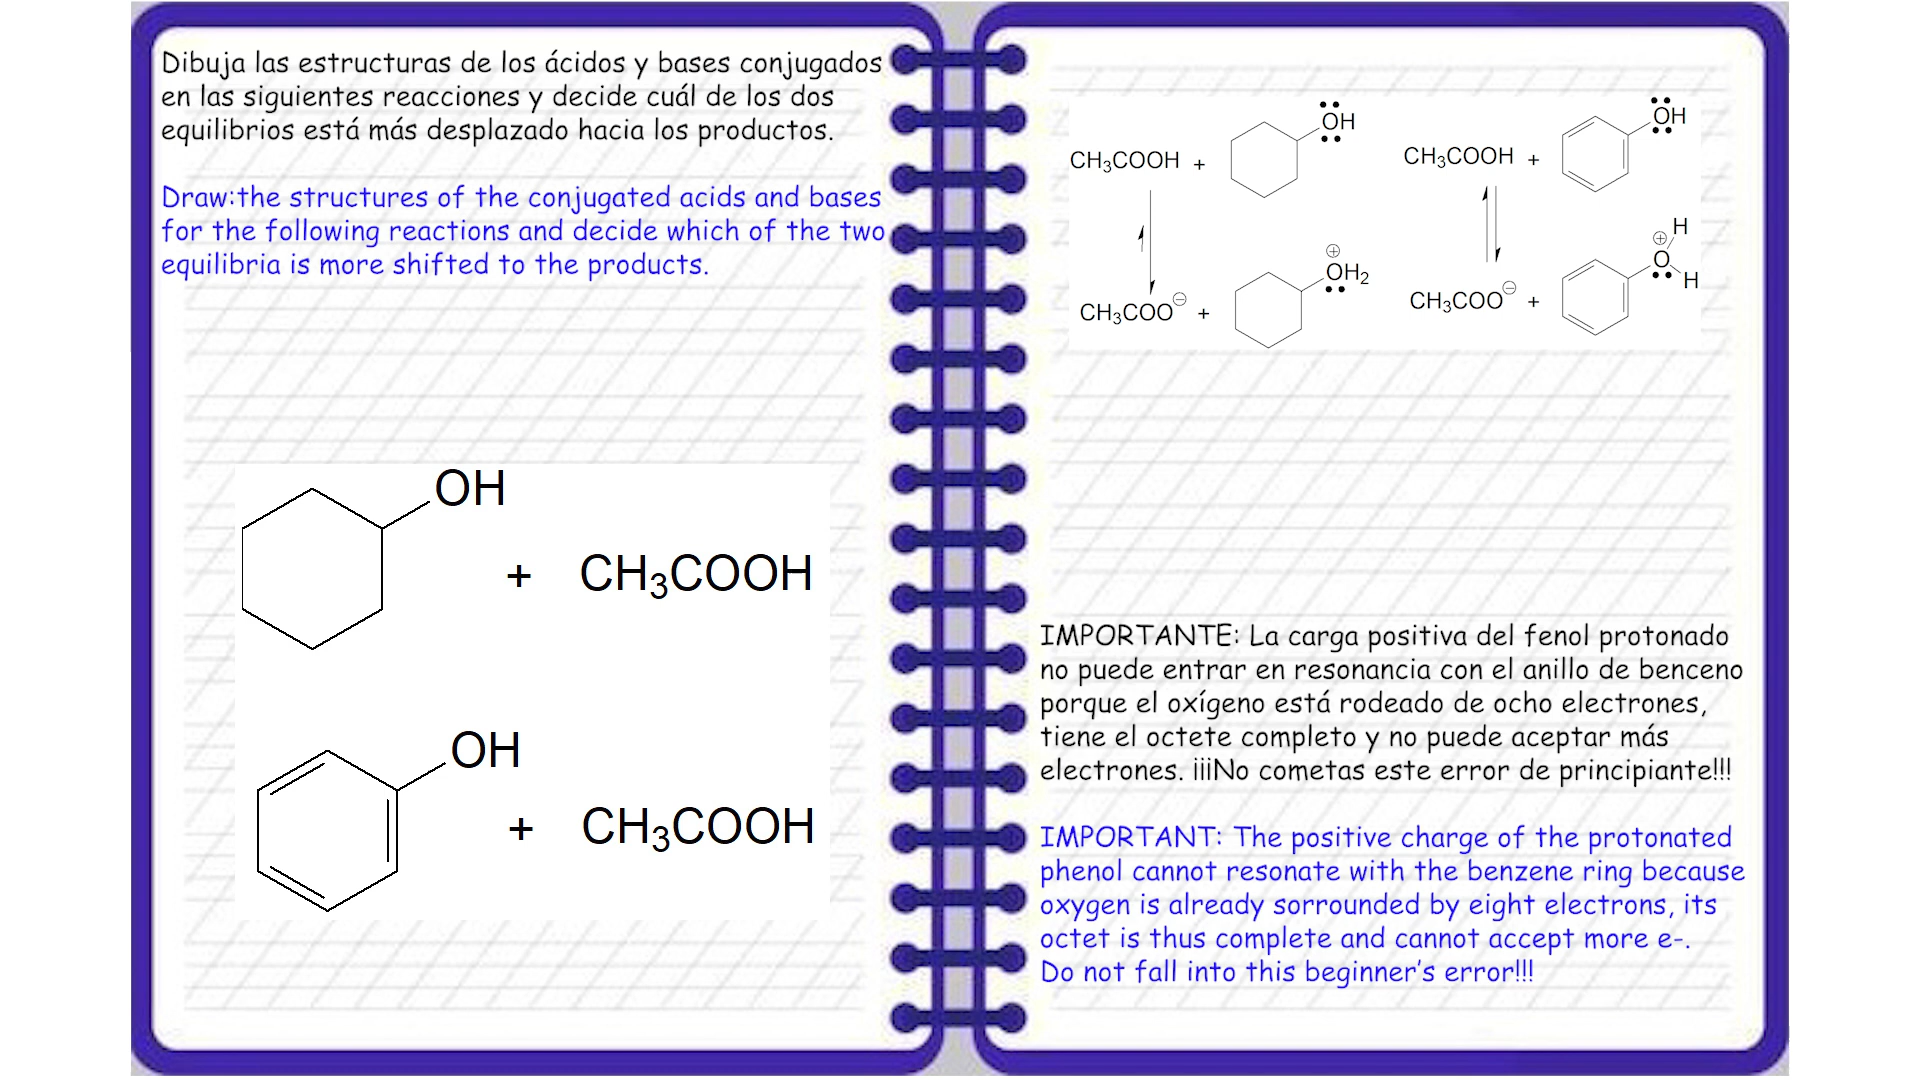 Dibuja las estructuras de los ácidos y bases conjugados
en las siguientes reacciones y decide cuál de los dos
equilibrios está más desplazado hacia los productos.
Draw:the structures of the conjugated acids and bases
for the following reactions and decide which of the two
equilibria is more shifted to the products.
OH
+ CH3COOH
OH
+ CH3COOH
CH3COOH + OH
CH3COO⊖ + ⊕ OH2
CH3COOH + OH
CH3COO⊖ + ⊕ O H H
IMPORTANTE: La carga positiva del fenol protonado
no puede entrar en resonancia con el anillo de benceno
porque el oxígeno está rodeado de ocho electrones,
tiene el octete completo y no puede aceptar más
electrones. ¡¡¡No cometas este error de principiante!!!
IMPORTANT: The positive charge of the protonated
phenol cannot resonate with the benzene ring because
oxygen is already sorrounded by eight electrons, its
octet is thus complete and cannot accept more e-.
Do not fall into this beginner's error!!!